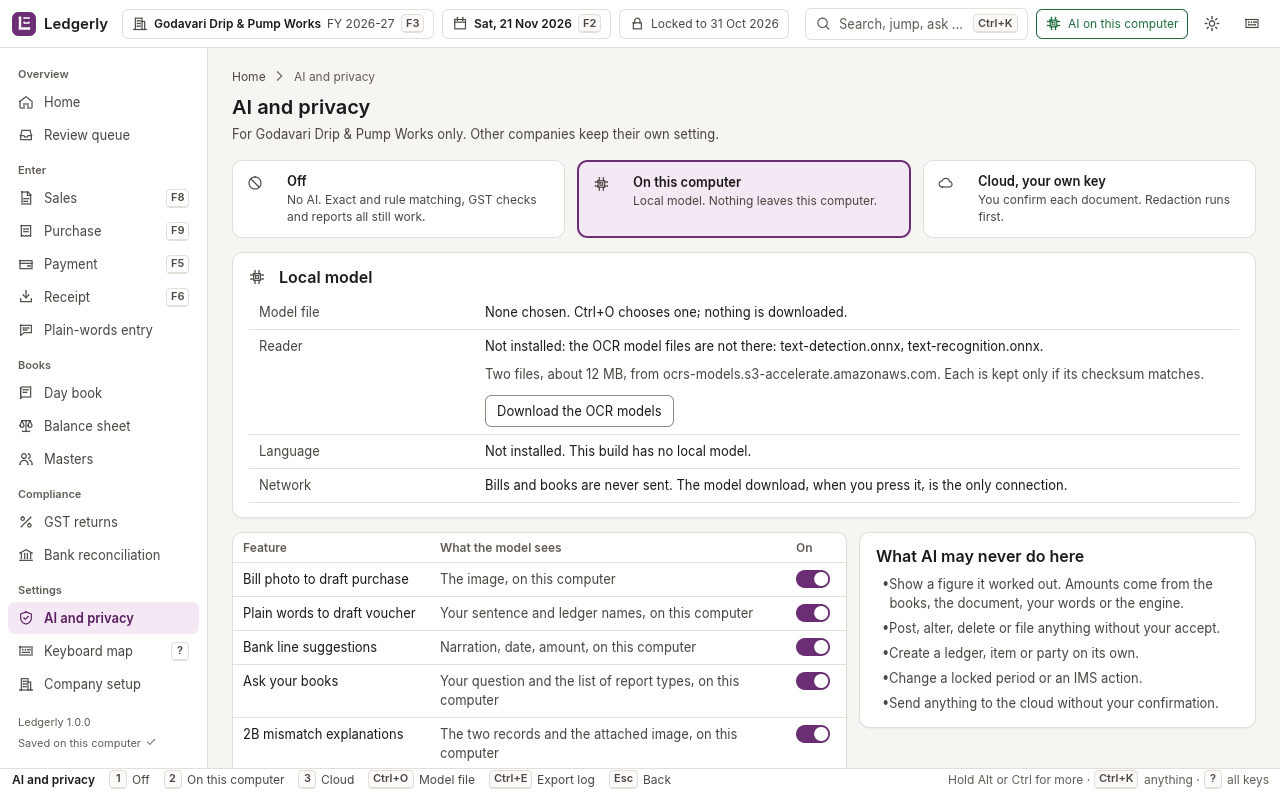 Ledgerly
Godavari Drip & Pump Works FY 2026-27 F3
Sat, 21 Nov 2026 F2
Locked to 31 Oct 2026
Search, jump, ask ... Ctrl+K
AI on this computer
Overview
Home
Review queue
Enter
Sales F8
Purchase F9
Payment F5
Receipt F6
Plain-words entry
Books
Day book
Balance sheet
Masters
Compliance
GST returns
Bank reconciliation
Settings
AI and privacy
Keyboard map ?
Company setup
Ledgerly 1.0.0
Saved on this computer
Home AI and privacy
AI and privacy
For Godavari Drip & Pump Works only. Other companies keep their own setting.
Off
No AI. Exact and rule matching, GST checks
and reports all still work.
On this computer
Local model. Nothing leaves this computer.
Cloud, your own key
You confirm each document. Redaction runs
first.
Local model
Model file None chosen. Ctrl+O chooses one; nothing is downloaded.
Reader Not installed: the OCR model files are not there: text-detection.onnx, text-recognition.onnx.
Two files, about 12 MB, from ocrs-models.s3-accelerate.amazonaws.com. Each is kept only if its checksum matches.
Download the OCR models
Language Not installed. This build has no local model.
Network Bills and books are never sent. The model download, when you press it, is the only connection.
Feature What the model sees On
Bill photo to draft purchase The image, on this computer
Plain words to draft voucher Your sentence and ledger names, on this computer
Bank line suggestions Narration, date, amount, on this computer
Ask your books Your question and the list of report types, on this
computer
2B mismatch explanations The two records and the attached image, on this
computer
What AI may never do here
•Show a figure it worked out. Amounts come from the
books, the document, your words or the engine.
•Post, alter, delete or file anything without your accept.
•Create a ledger, item or party on its own.
•Change a locked period or an IMS action.
•Send anything to the cloud without your confirmation.
AI and privacy 1 Off 2 On this computer 3 Cloud Ctrl+O Model file Ctrl+E Export log Esc Back
Hold Alt or Ctrl for more · Ctrl+K anything · ? all keys